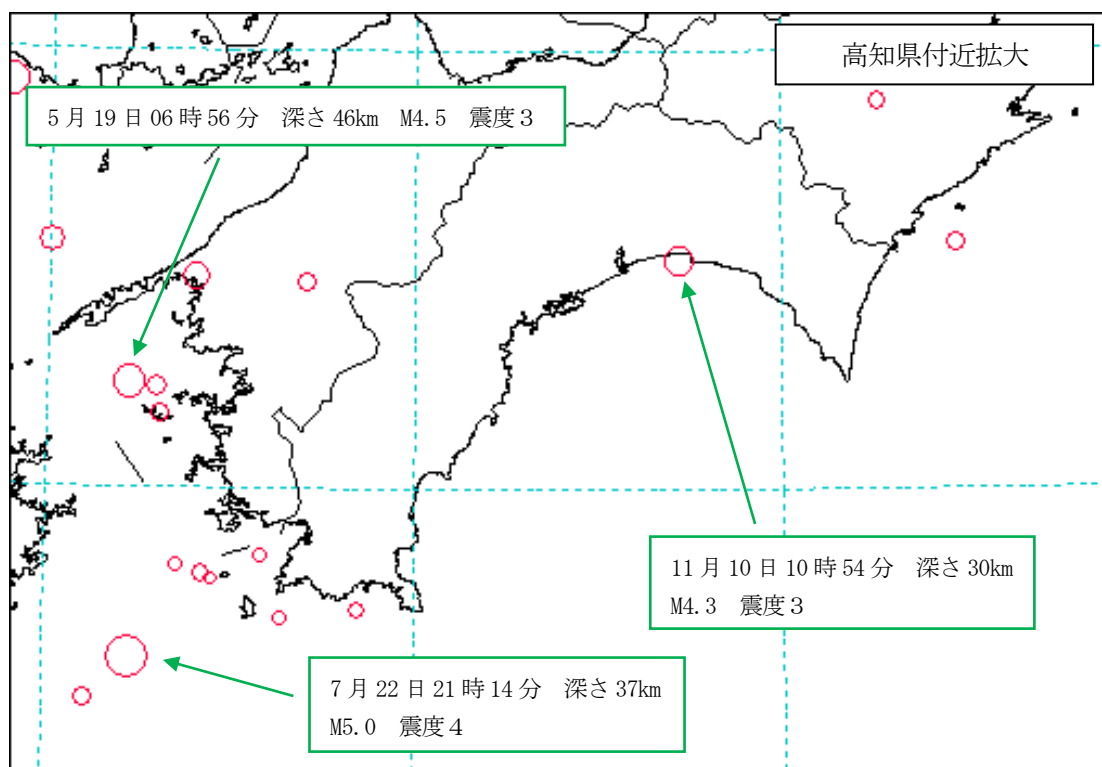 高知県付近拡大
5月19日06時56分 深さ46km M4.5 震度3
11月10日10時54分 深さ30km
M4.3 震度3
7月22日21時14分 深さ37km
M5.0 震度4